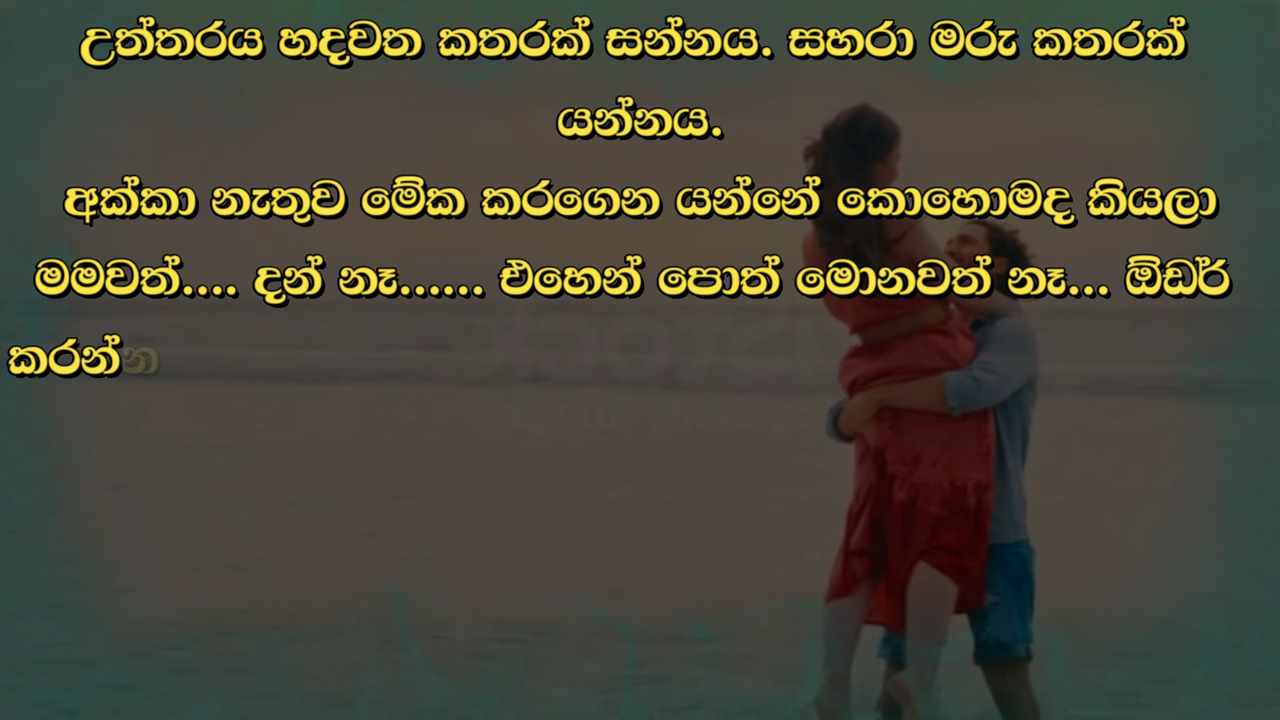 උත්තරය හදවත කතරක් සන්නය. සහරා මරු කතරක්
යන්නය.
අක්කා නැතුව මේක කරගෙන යන්නේ කොහොමද කියලා
මමවත්.... දන් නෑ...... එහෙන් පොත් මොනවත් නෑ... ඕඩර්
කරන්න